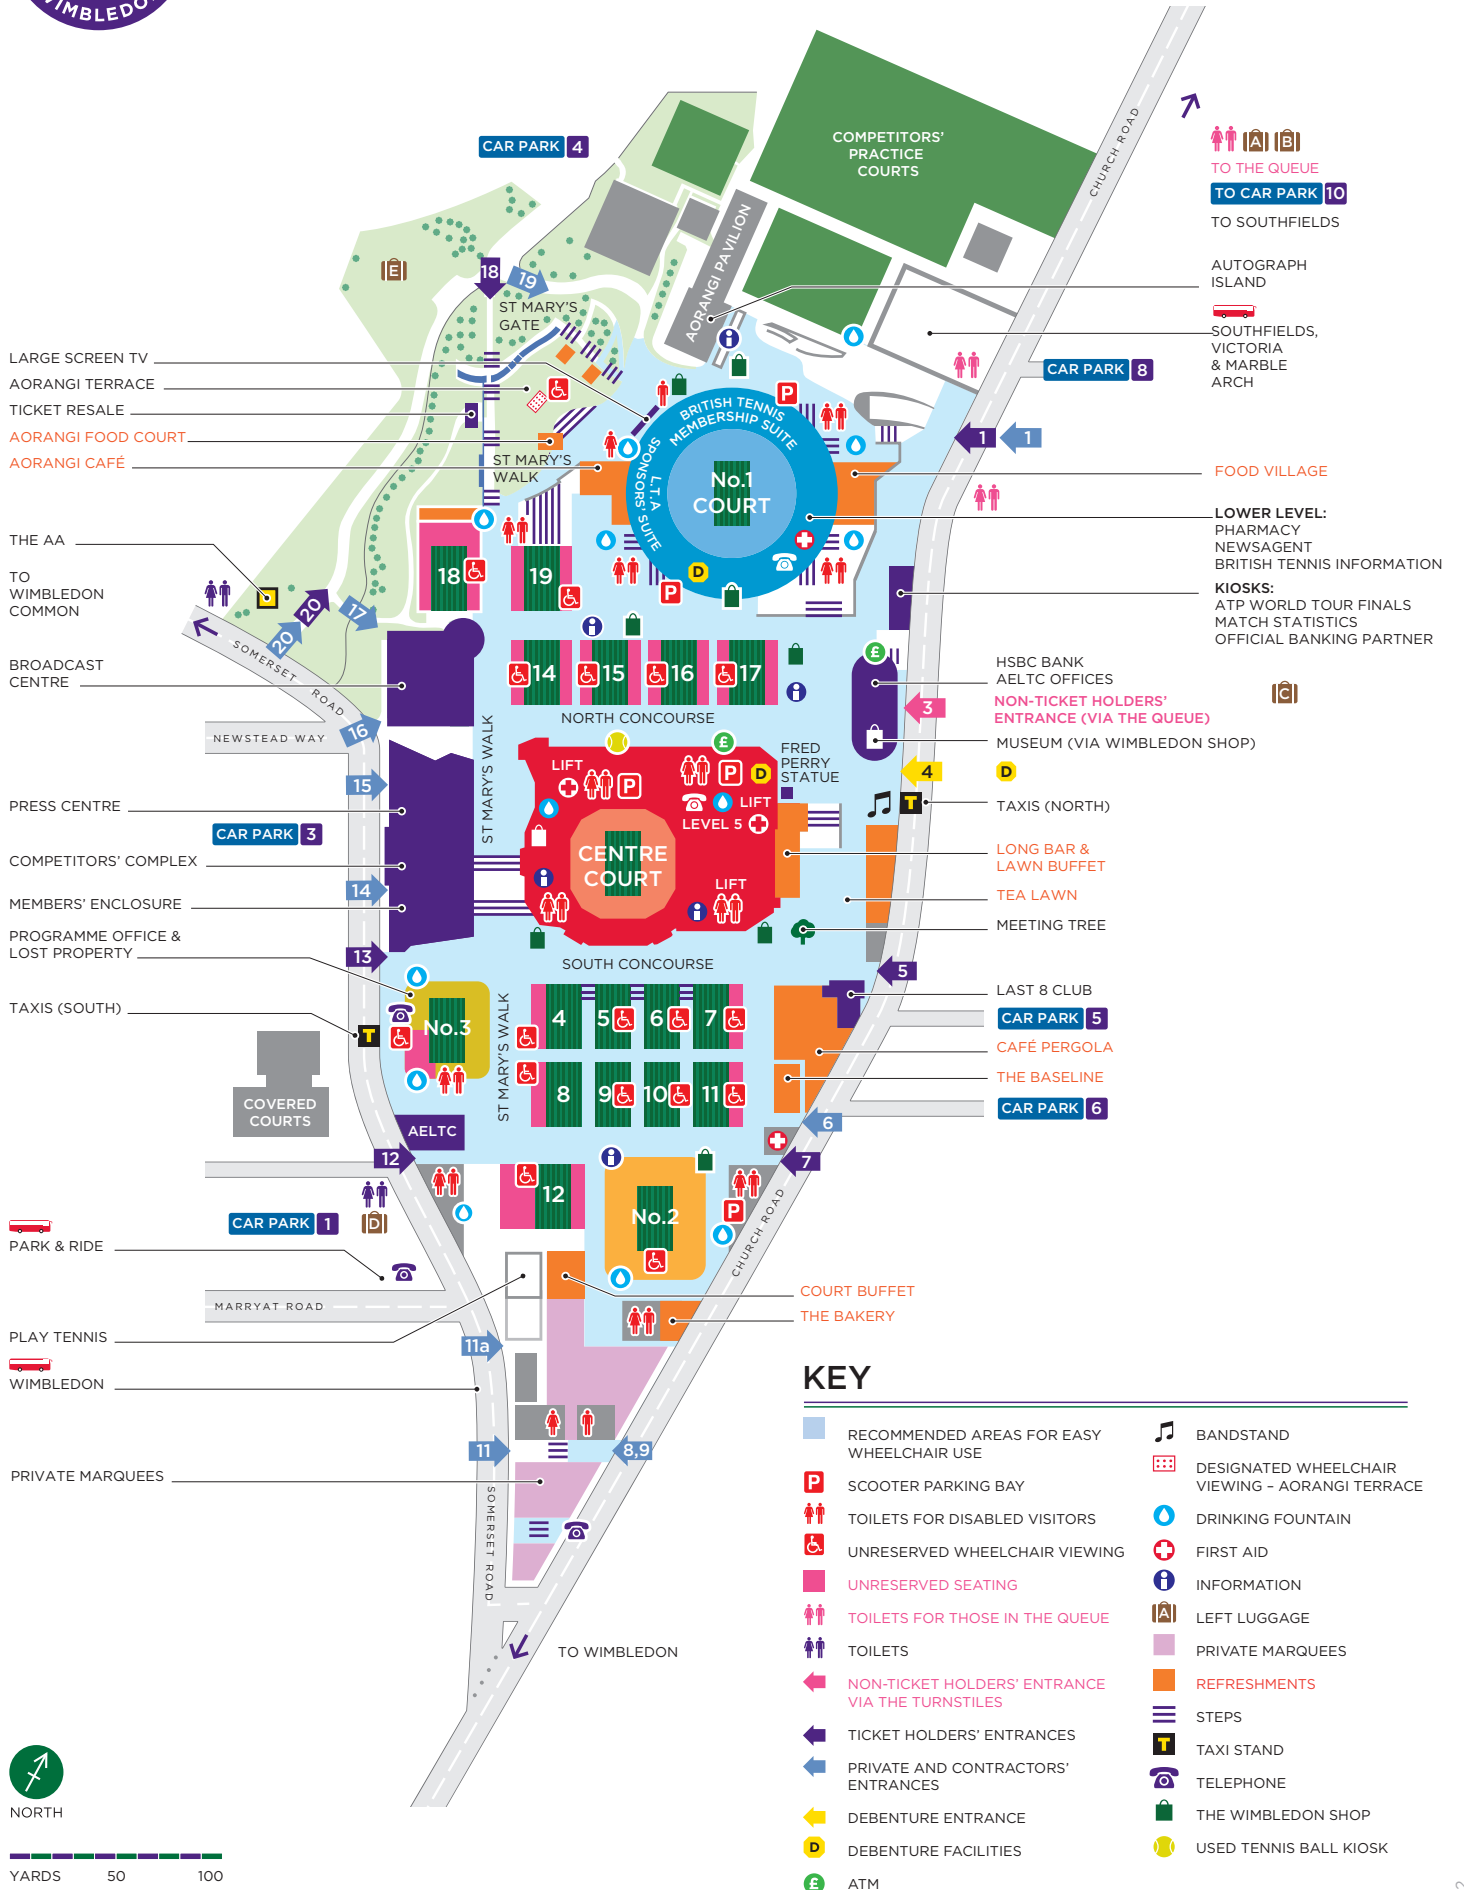 WIMBLEDON
CAR PARK 4
COMPETITORS'
PRACTICE
COURTS
CHURCH ROAD
A B
TO THE QUEUE
TO CAR PARK 10
TO SOUTHFIELDS
AUTOGRAPH
ISLAND
SOUTHFIELDS,
VICTORIA
& MARBLE
ARCH
CAR PARK 8
E
18
19
ST MARY'S
GATE
AORANGI PAVILION
LARGE SCREEN TV
AORANGI TERRACE
TICKET RESALE
AORANGI FOOD COURT
AORANGI CAFÉ
ST MARY'S
WALK
P
BRITISH TENNIS
MEMBERSHIP SUITE
L.T.A
SPONSORS' SUITE
No.1
COURT
1 1
FOOD VILLAGE
LOWER LEVEL:
PHARMACY
NEWSAGENT
BRITISH TENNIS INFORMATION
KIOSKS:
ATP WORLD TOUR FINALS
MATCH STATISTICS
OFFICIAL BANKING PARTNER
THE AA
TO
WIMBLEDON
COMMON
20
20
17
SOMERSET ROAD
18
19
D
P
BROADCAST
CENTRE
NEWSTEAD WAY
16
14
15
16
17
£
HSBC BANK
AELTC OFFICES
C
3
NON-TICKET HOLDERS'
ENTRANCE (VIA THE QUEUE)
MUSEUM (VIA WIMBLEDON SHOP)
NORTH CONCOURSE
ST MARY'S WALK
£
FRED
PERRY
STATUE
LIFT
P
P
D
LIFT
LEVEL 5
4
D
T
TAXIS (NORTH)
15
PRESS CENTRE
CAR PARK 3
COMPETITORS' COMPLEX
14
MEMBERS' ENCLOSURE
CENTRE
COURT
LIFT
LONG BAR &
LAWN BUFFET
TEA LAWN
MEETING TREE
PROGRAMME OFFICE &
LOST PROPERTY
13
SOUTH CONCOURSE
5
LAST 8 CLUB
CAR PARK 5
CAFÉ PERGOLA
THE BASELINE
CAR PARK 6
TAXIS (SOUTH)
T
No.3
ST MARY'S WALK
4
5
6
7
8
9
10
11
COVERED
COURTS
AELTC
12
6
7
CAR PARK 1
D
12
No.2
P
CHURCH ROAD
PARK & RIDE
MARRYAT ROAD
COURT BUFFET
THE BAKERY
PLAY TENNIS
11a
WIMBLEDON
11
8,9
PRIVATE MARQUEES
SOMERSET ROAD
TO WIMBLEDON
NORTH
YARDS 50 100
KEY
RECOMMENDED AREAS FOR EASY
WHEELCHAIR USE
P SCOOTER PARKING BAY
TOILETS FOR DISABLED VISITORS
UNRESERVED WHEELCHAIR VIEWING
UNRESERVED SEATING
TOILETS FOR THOSE IN THE QUEUE
TOILETS
NON-TICKET HOLDERS' ENTRANCE
VIA THE TURNSTILES
TICKET HOLDERS' ENTRANCES
PRIVATE AND CONTRACTORS'
ENTRANCES
DEBENTURE ENTRANCE
D DEBENTURE FACILITIES
£ ATM
BANDSTAND
DESIGNATED WHEELCHAIR
VIEWING – AORANGI TERRACE
DRINKING FOUNTAIN
FIRST AID
i INFORMATION
A LEFT LUGGAGE
PRIVATE MARQUEES
REFRESHMENTS
STEPS
T TAXI STAND
TELEPHONE
THE WIMBLEDON SHOP
USED TENNIS BALL KIOSK